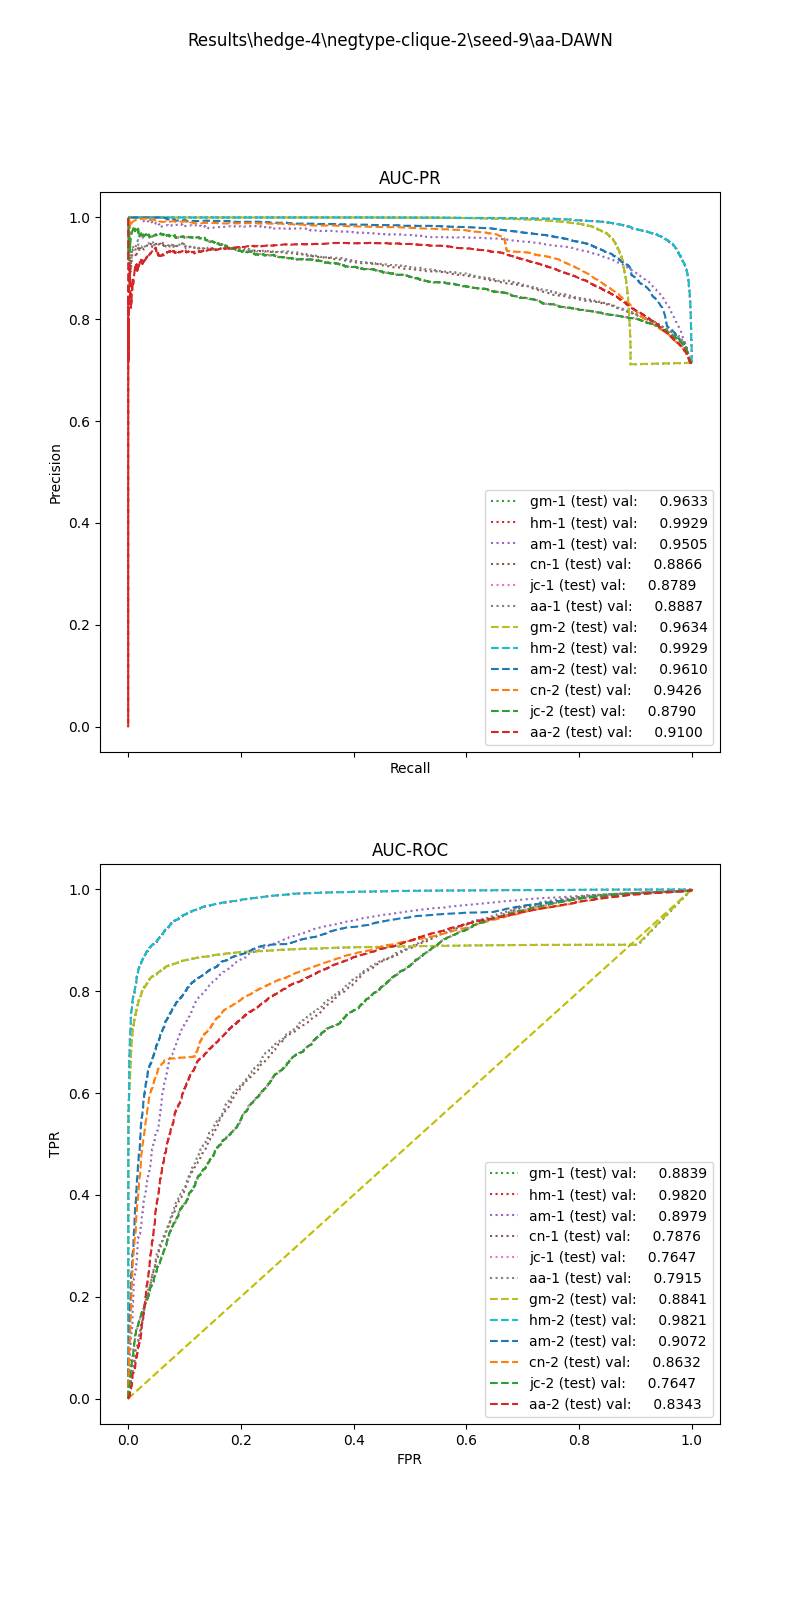 Results\hedge-4\negtype-clique-2\seed-9\aa-DAWN
AUC-PR
1.0
0.8
0.6
0.4
0.2
0.0
Precision
gm-1 (test) val: 0.9633
hm-1 (test) val: 0.9929
am-1 (test) val: 0.9505
cn-1 (test) val: 0.8866
jc-1 (test) val: 0.8789
aa-1 (test) val: 0.8887
gm-2 (test) val: 0.9634
hm-2 (test) val: 0.9929
am-2 (test) val: 0.9610
cn-2 (test) val: 0.9426
jc-2 (test) val: 0.8790
aa-2 (test) val: 0.9100
Recall
AUC-ROC
1.0
0.8
0.6
0.4
0.2
0.0
TPR
gm-1 (test) val: 0.8839
hm-1 (test) val: 0.9820
am-1 (test) val: 0.8979
cn-1 (test) val: 0.7876
jc-1 (test) val: 0.7647
aa-1 (test) val: 0.7915
gm-2 (test) val: 0.8841
hm-2 (test) val: 0.9821
am-2 (test) val: 0.9072
cn-2 (test) val: 0.8632
jc-2 (test) val: 0.7647
aa-2 (test) val: 0.8343
0.0 0.2 0.4 0.6 0.8 1.0
FPR